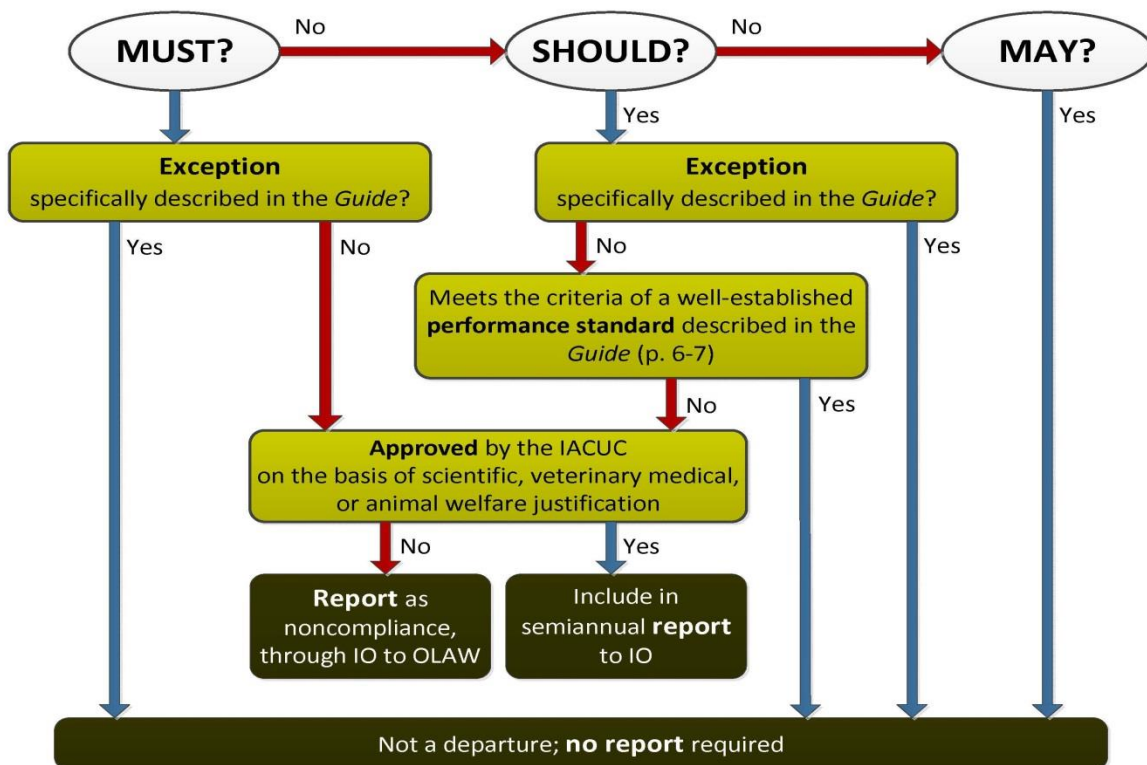 MUST?
No
SHOULD?
No
MAY?
Yes
Yes
Exception
specifically described in the Guide?
Exception
specifically described in the Guide?
Yes
No
No
Yes
Meets the criteria of a well-established
performance standard described in the
Guide (p. 6-7)
No
Yes
Approved by the IACUC
on the basis of scientific, veterinary medical,
or animal welfare justification
No
Yes
Report as
noncompliance,
through IO to OLAW
Include in
semiannual report
to IO
Not a departure; no report required